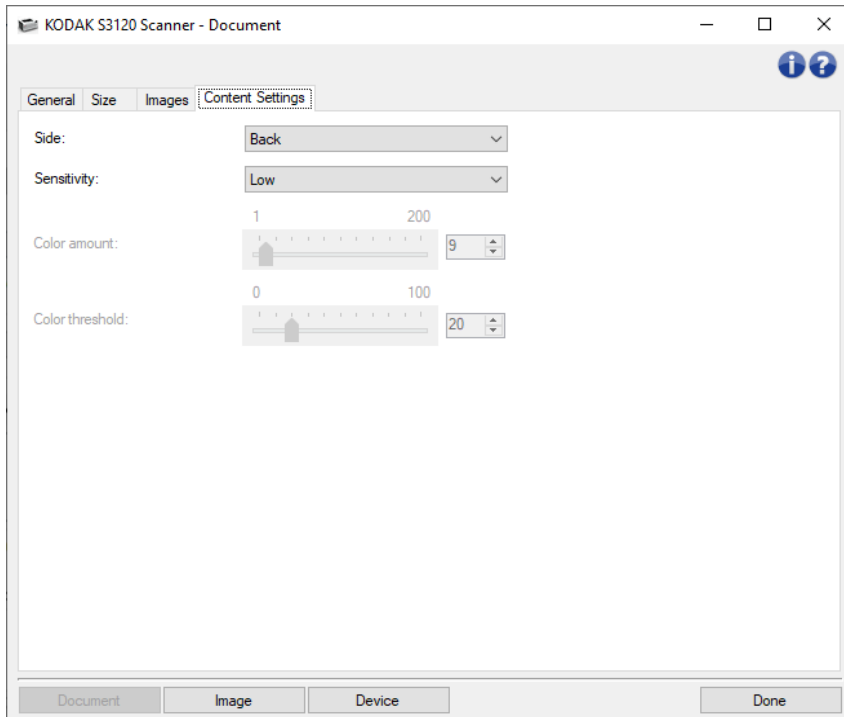 KODAK S3120 Scanner - Document
General Size Images Content Settings
Side: Back
Sensitivity: Low
1 200
Color amount: 9
0 100
Color threshold: 20
Document Image Device Done